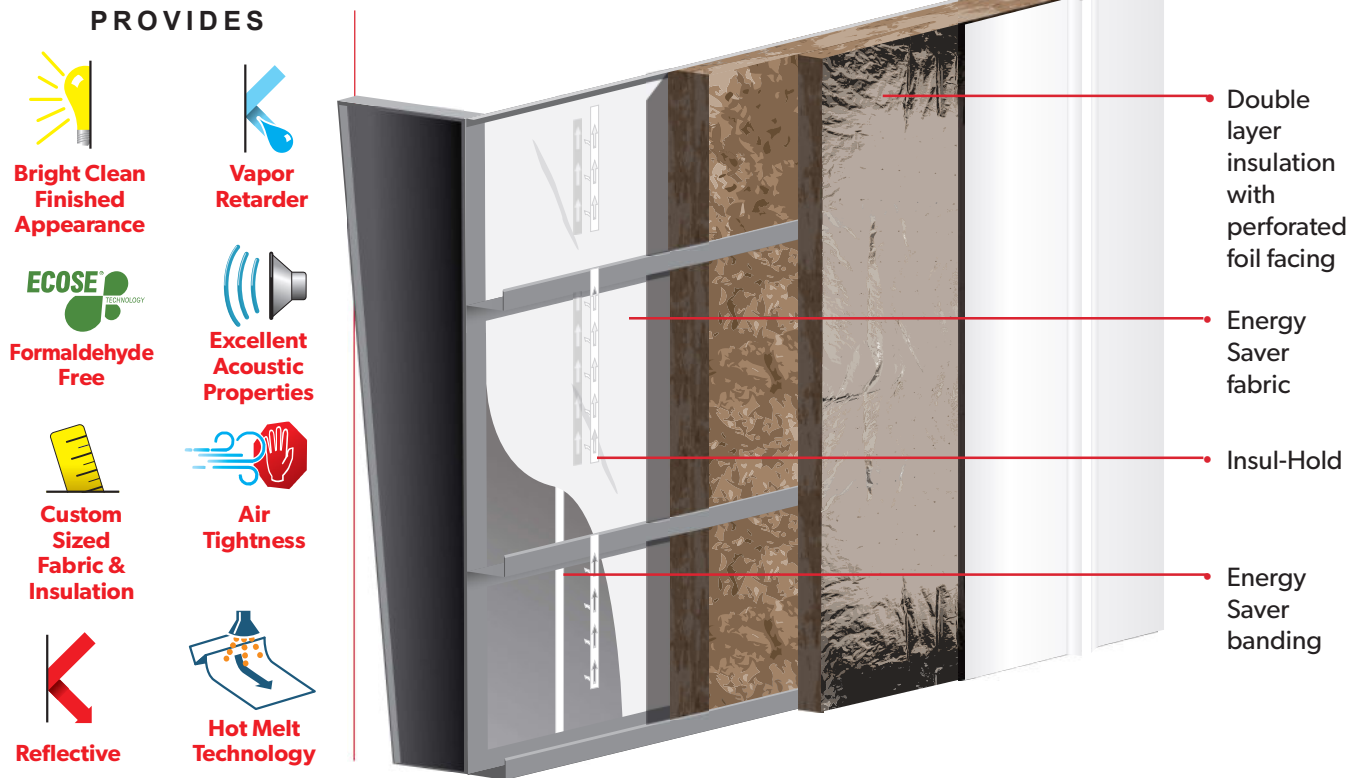 PROVIDES
Bright Clean
Finished
Appearance
Vapor
Retarder
ECOSE®
TECHNOLOGY
Formaldehyde
Free
Excellent
Acoustic
Properties
Custom
Sized
Fabric &
Insulation
Air
Tightness
Reflective
Hot Melt
Technology
Double
layer
insulation
with
perforated
foil facing
Energy
Saver
fabric
Insul-Hold
Energy
Saver
banding